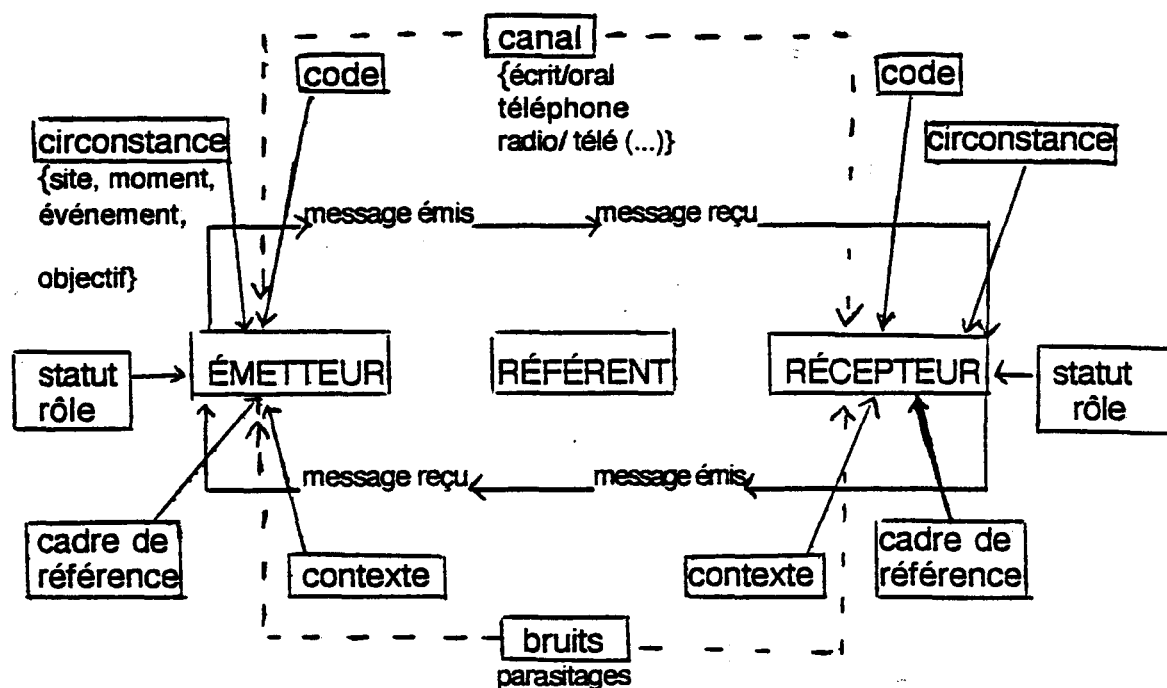 canal
{écrit/oral
téléphone
radio/ télé (...)}
code
code
circonstance
{site, moment,
événement,
objectif}
circonstance
message émis
message reçu
statut
rôle
ÉMETTEUR
RÉFÉRENT
RÉCEPTEUR
statut
rôle
message reçu
message émis
cadre de
référence
contexte
contexte
cadre de
référence
bruits
parasitages